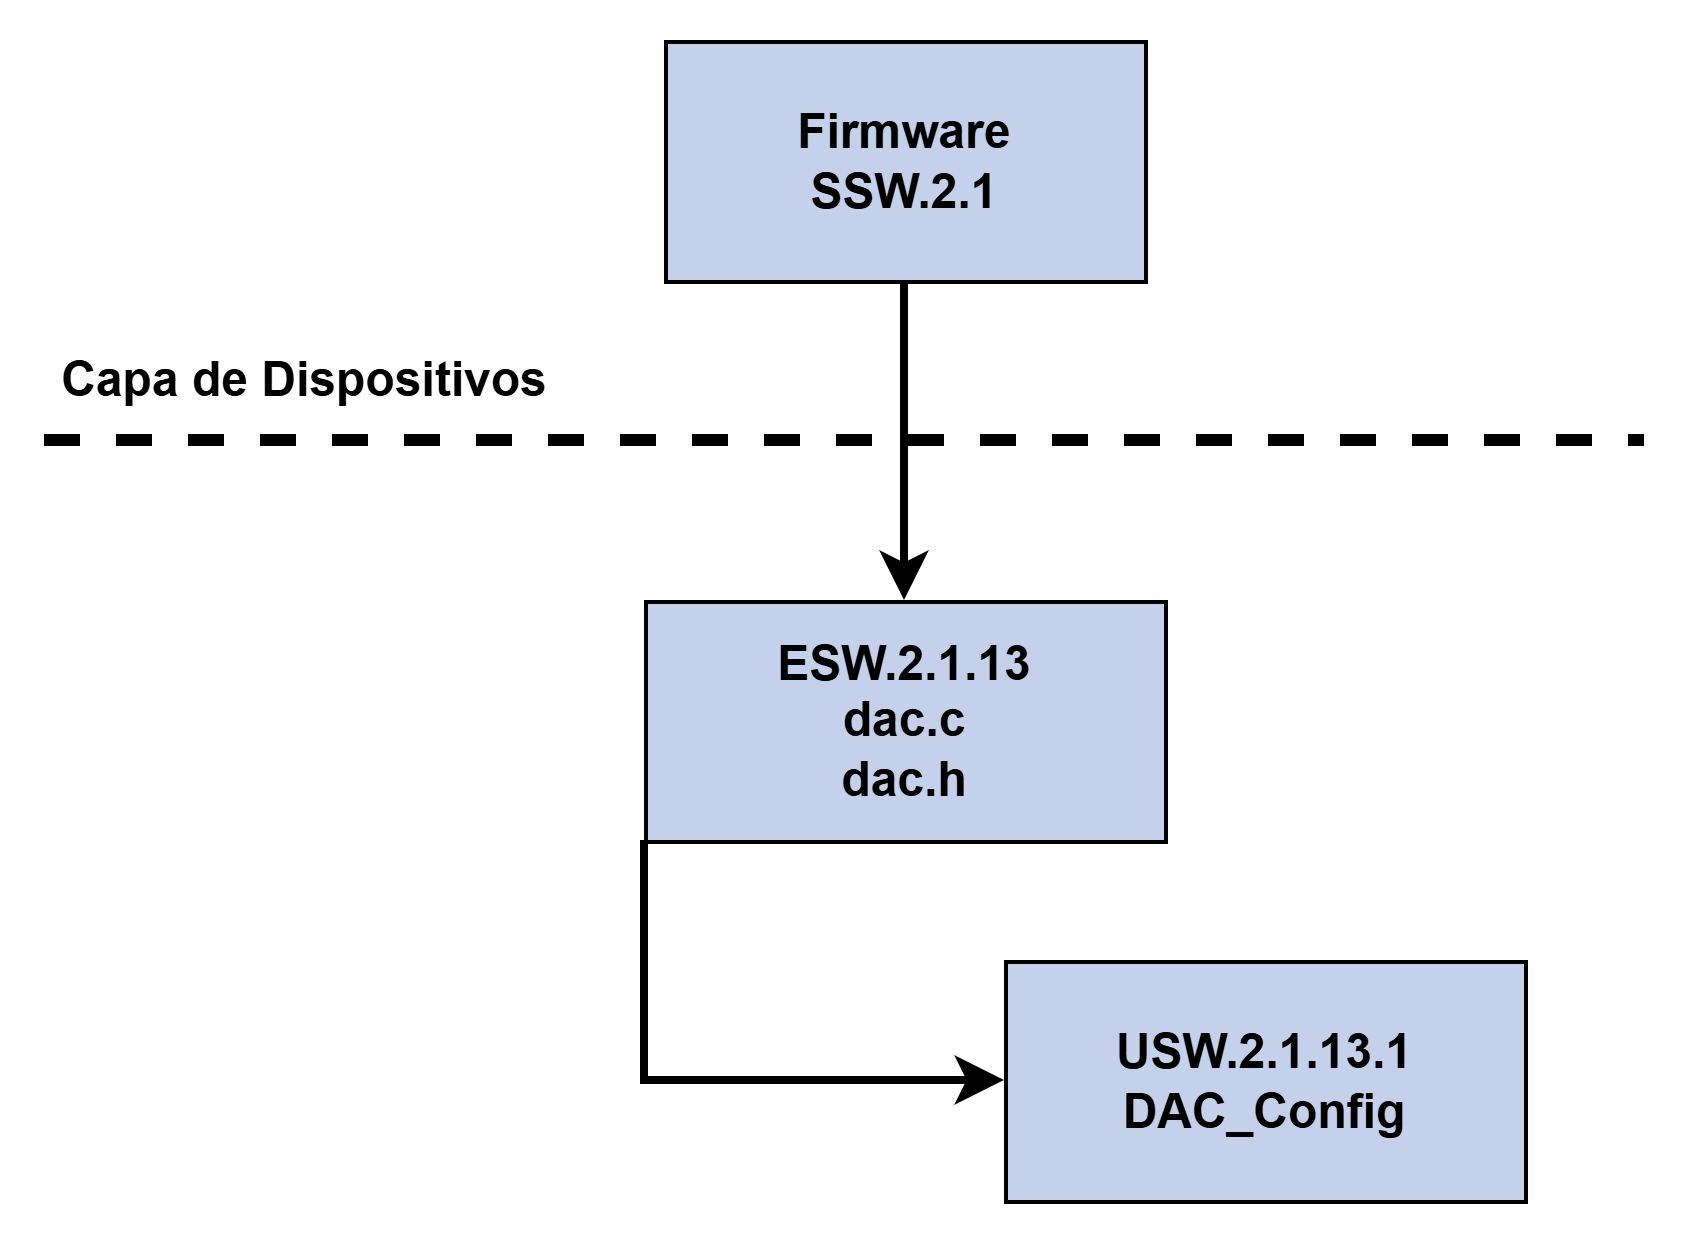 Firmware
SSW.2.1
Capa de Dispositivos
ESW.2.1.13
dac.c
dac.h
USW.2.1.13.1
DAC_Config